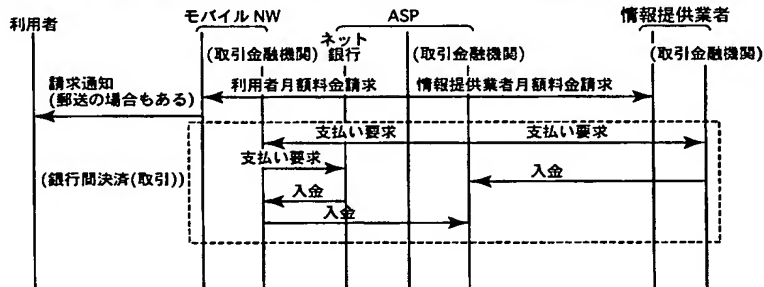 利用者
モバイルNW
ASP
情報提供業者
(取引金融機関)
ネット
銀行
(取引金融機関)
(取引金融機関)
請求通知
(郵送の場合もある)
利用者月額料金請求
情報提供業者月額料金請求
支払い要求
支払い要求
支払い要求
(銀行間決済(取引))
入金
入金
入金